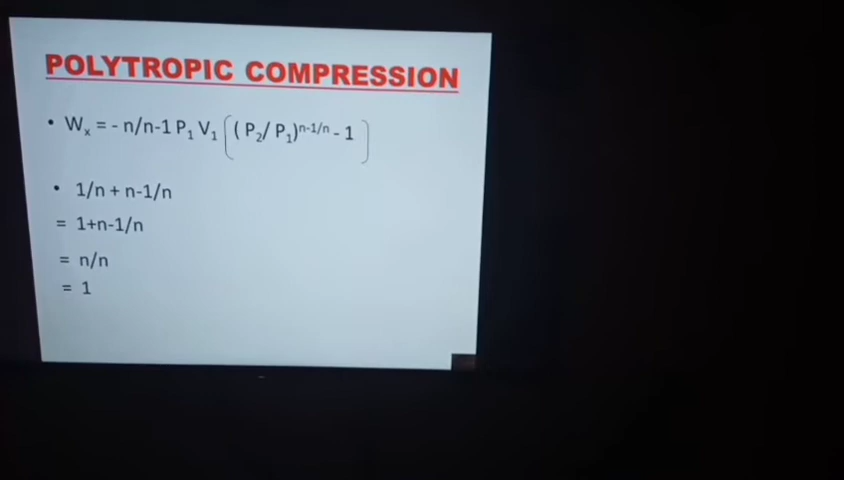 POLYTROPIC COMPRESSION
• Wₓ = - n/n-1 P₁ V₁ [( P₂/ P₁)ⁿ⁻¹/ⁿ - 1 ]
• 1/n + n-1/n
= 1+n-1/n
= n/n
= 1